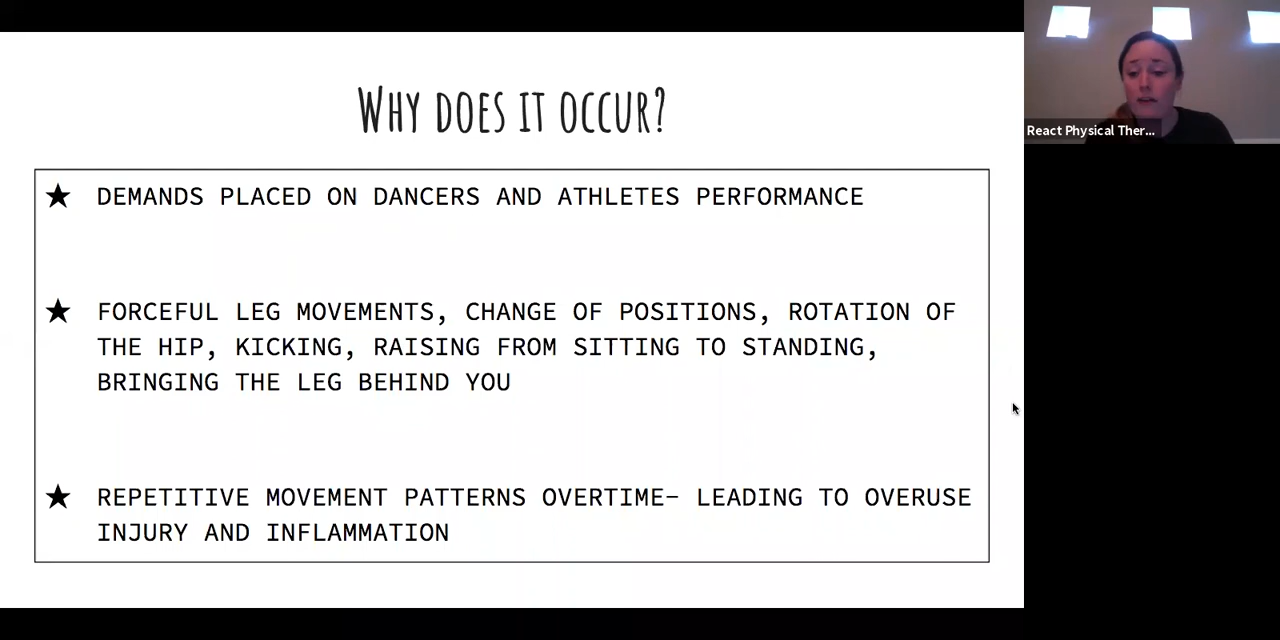 WHY DOES IT OCCUR?
★ DEMANDS PLACED ON DANCERS AND ATHLETES PERFORMANCE
★ FORCEFUL LEG MOVEMENTS, CHANGE OF POSITIONS, ROTATION OF
THE HIP, KICKING, RAISING FROM SITTING TO STANDING,
BRINGING THE LEG BEHIND YOU
★ REPETITIVE MOVEMENT PATTERNS OVERTIME– LEADING TO OVERUSE
INJURY AND INFLAMMATION
React Physical Ther...